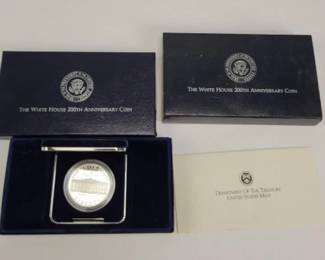 THE WHITE HOUSE 200TH ANNIVERSARY COIN
THE WHITE HOUSE 200TH ANNIVERSARY COIN
DEPARTMENT OF THE TREASURY
UNITED STATES MINT